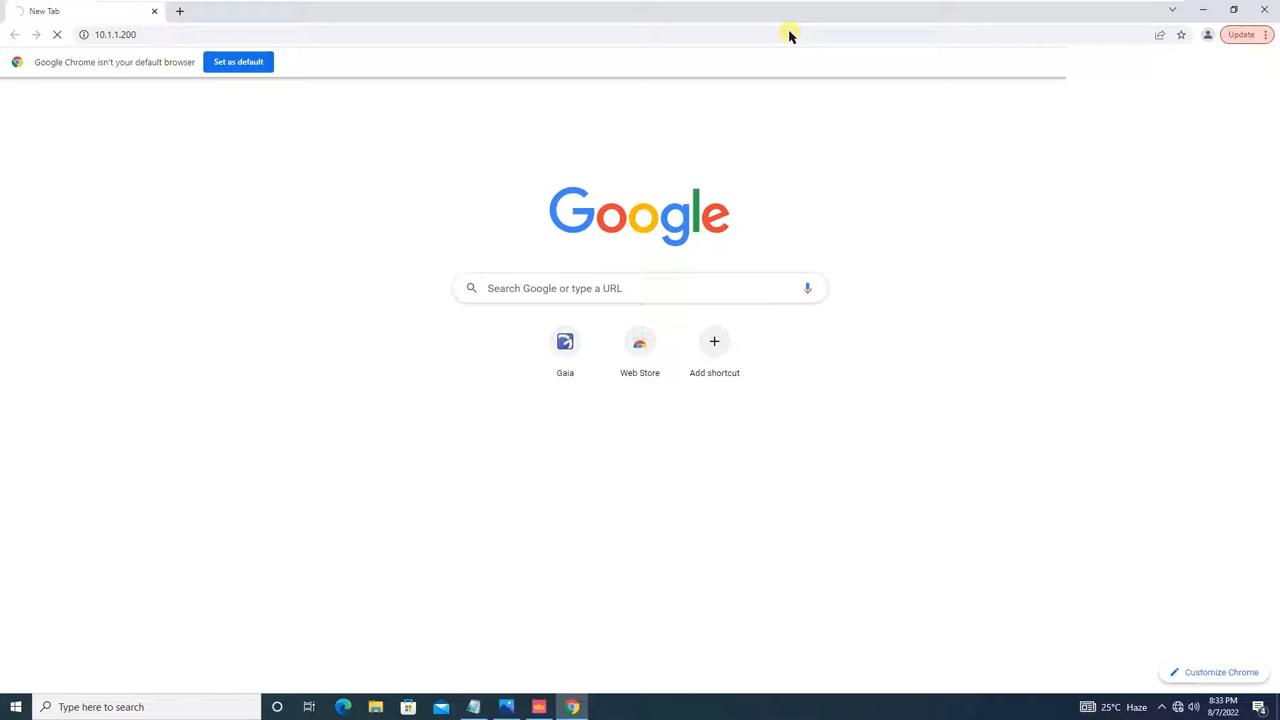 New Tab
10.1.1.200
Update
Google Chrome isn't your default browser
Set as default
Google
Search Google or type a URL
Gaia
Web Store
Add shortcut
Customize Chrome
Type here to search
25°C Haze
8:33 PM
8/7/2022
4